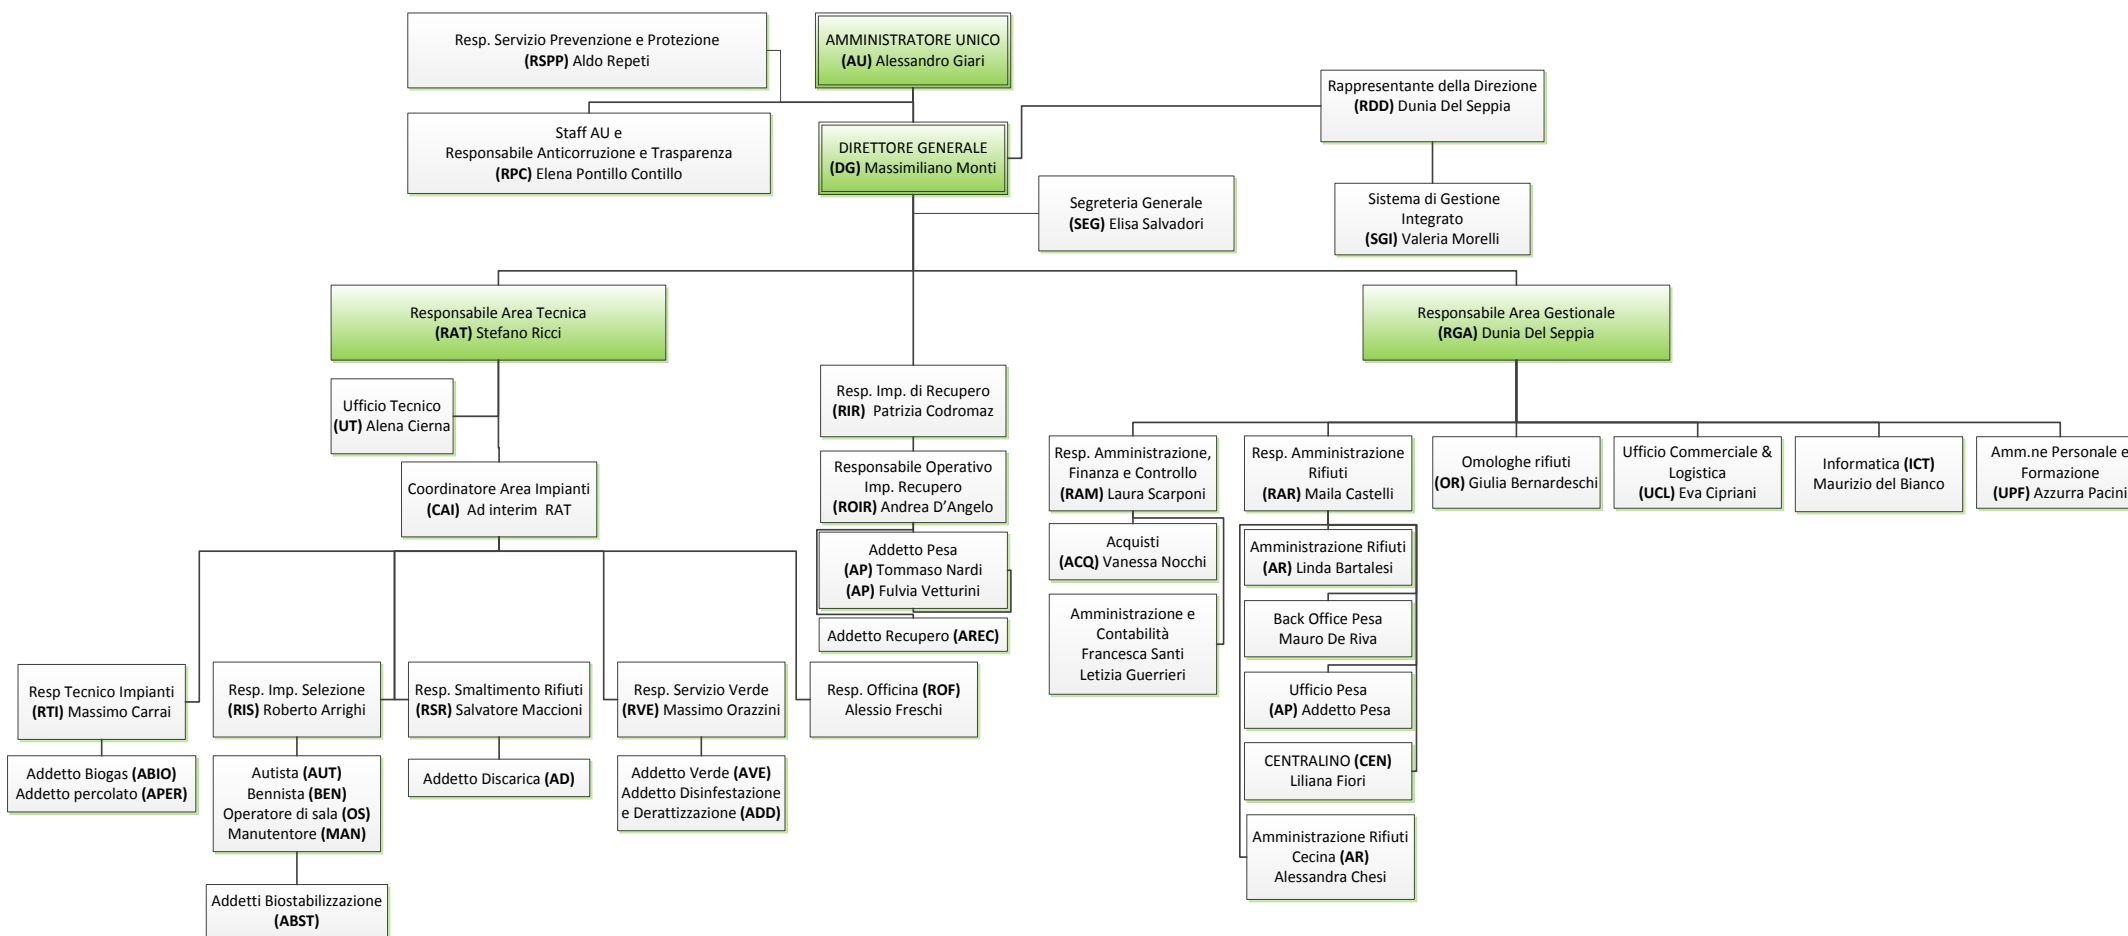 Resp. Servizio Prevenzione e Protezione
(RSPP) Aldo Repeti
AMMINISTRATORE UNICO
(AU) Alessandro Giari
Rappresentante della Direzione
(RDD) Dunia Del Seppia
Staff AU e
Responsabile Anticorruzione e Trasparenza
(RPC) Elena Pontillo Contillo
DIRETTORE GENERALE
(DG) Massimiliano Monti
Segreteria Generale
(SEG) Elisa Salvadori
Sistema di Gestione
Integrato
(SGI) Valeria Morelli
Responsabile Area Tecnica
(RAT) Stefano Ricci
Responsabile Area Gestionale
(RGA) Dunia Del Seppia
Ufficio Tecnico
(UT) Alena Cierna
Resp. Imp. di Recupero
(RIR) Patrizia Codromaz
Coordinatore Area Impianti
(CAI) Ad interim RAT
Responsabile Operativo
Imp. Recupero
(ROIR) Andrea D'Angelo
Resp. Amministrazione,
Finanza e Controllo
(RAM) Laura Scarponi
Resp. Amministrazione
Rifiuti
(RAR) Maila Castelli
Omologhe rifiuti
(OR) Giulia Bernardeschi
Ufficio Commerciale &
Logistica
(UCL) Eva Cipriani
Informatica (ICT)
Maurizio del Bianco
Amm.ne Personale e
Formazione
(UPF) Azzurra Pacini
Addetto Pesa
(AP) Tommaso Nardi
(AP) Fulvia Vetturini
Addetto Recupero (AREC)
Acquisti
(ACQ) Vanessa Nocchi
Amministrazione e
Contabilità
Francesca Santi
Letizia Guerrieri
Amministrazione Rifiuti
(AR) Linda Bartalesi
Back Office Pesa
Mauro De Riva
Ufficio Pesa
(AP) Addetto Pesa
CENTRALINO (CEN)
Liliana Fiori
Amministrazione Rifiuti
Cecina (AR)
Alessandra Chesi
Resp Tecnico Impianti
(RTI) Massimo Carrai
Resp. Imp. Selezione
(RIS) Roberto Arrighi
Resp. Smaltimento Rifiuti
(RSR) Salvatore Maccioni
Resp. Servizio Verde
(RVE) Massimo Orazzini
Resp. Officina (ROF)
Alessio Freschi
Addetto Biogas (ABIO)
Addetto percolato (APER)
Autista (AUT)
Bennista (BEN)
Operatore di sala (OS)
Manutentore (MAN)
Addetto Discarica (AD)
Addetto Verde (AVE)
Addetto Disinfestazione
e Derattizzazione (ADD)
Addetti Biostabilizzazione
(ABST)